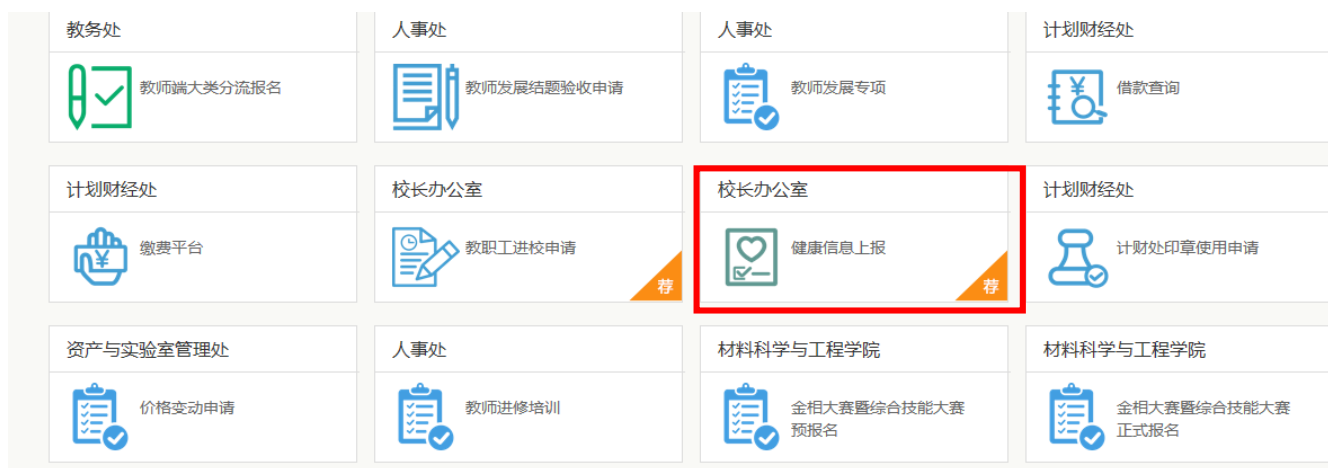 教务处
人事处
人事处
计划财经处
教师端大类分流报名
教师发展结题验收申请
教师发展专项
借款查询
计划财经处
校长办公室
校长办公室
计划财经处
缴费平台
教职工进校申请
健康信息上报
计财处印章使用申请
荐
荐
资产与实验室管理处
人事处
材料科学与工程学院
材料科学与工程学院
价格变动申请
教师进修培训
金相大赛暨综合技能大赛
预报名
金相大赛暨综合技能大赛
正式报名